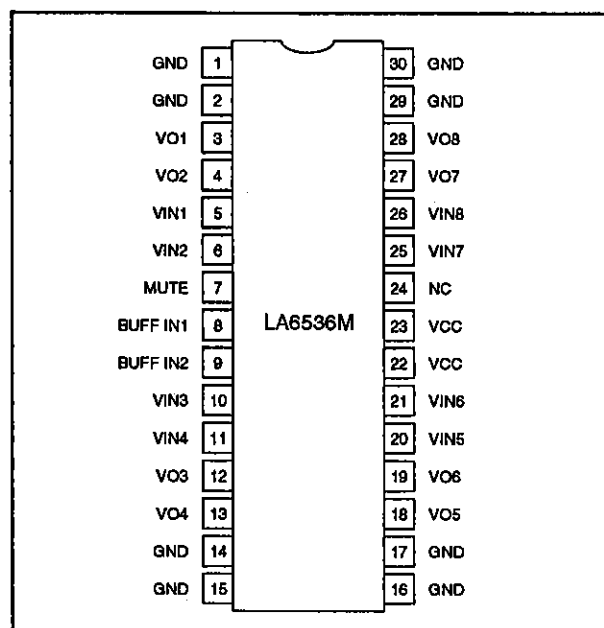 GND 1 30 GND
GND 2 29 GND
VO1 3 28 VO8
VO2 4 27 VO7
VIN1 5 26 VIN8
VIN2 6 25 VIN7
MUTE 7 24 NC
BUFF IN1 8 LA6536M 23 VCC
BUFF IN2 9 22 VCC
VIN3 10 21 VIN6
VIN4 11 20 VIN5
VO3 12 19 VO6
VO4 13 18 VO5
GND 14 17 GND
GND 15 16 GND